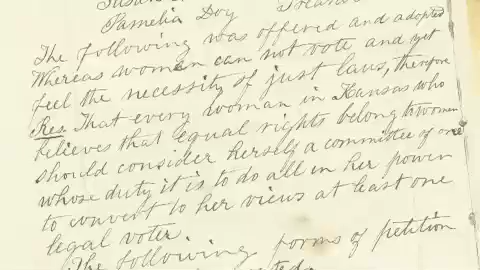 Pamelia Doy
The following was offered and adopted
Whereas women can not vote and yet
feel the necessity of just laws, therefore
Res. That every woman in Kansas who
believes that equal rights belong to women
should consider herself a committee of one
whose duty it is to do all in her power
to convert to her views at least one
legal voter
The following forms of petition